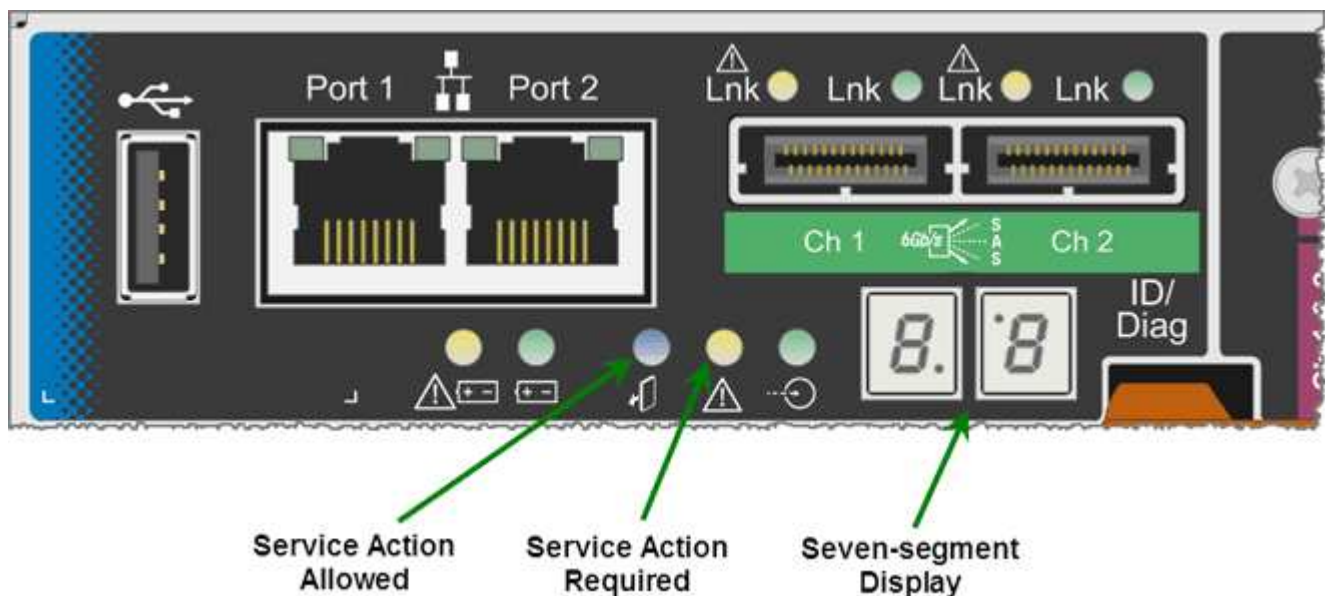 Port 1 Port 2
Lnk Lnk Lnk Lnk
Ch 1 6Gb/s SAS Ch 2
ID/
Diag
8. 8
Service Action
Allowed
Service Action
Required
Seven-segment
Display